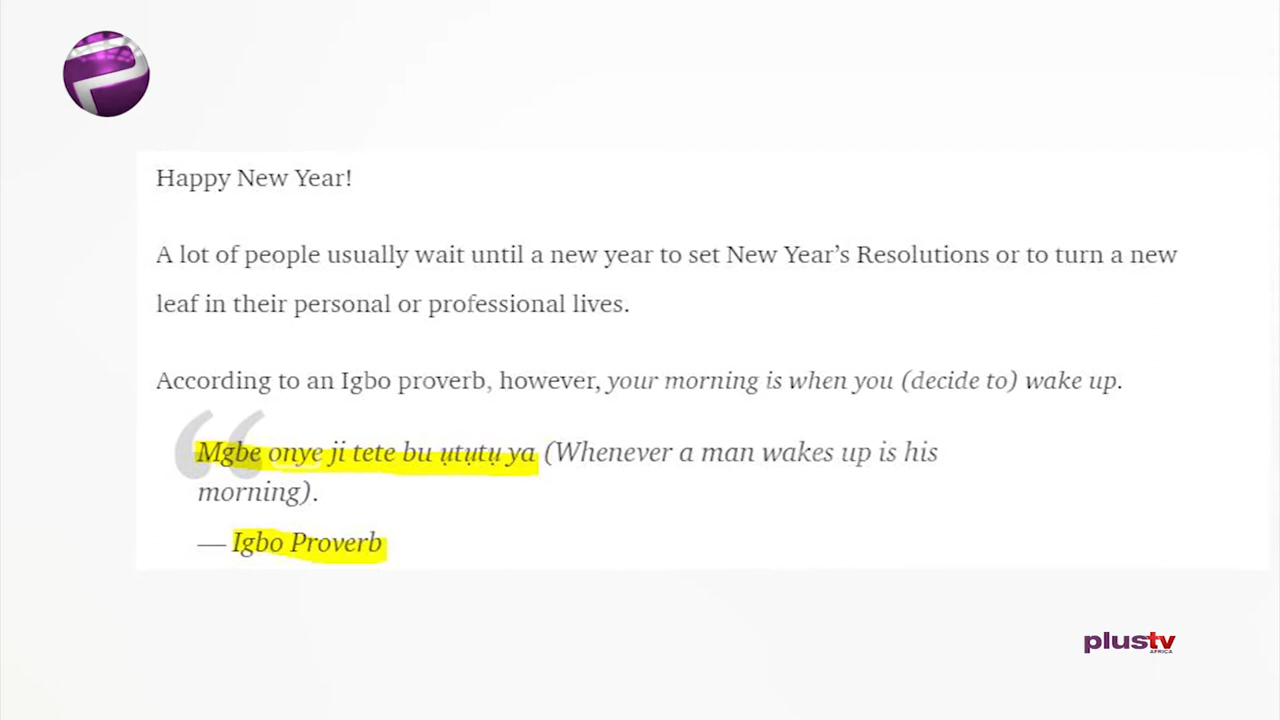 Happy New Year!
A lot of people usually wait until a new year to set New Year’s Resolutions or to turn a new
leaf in their personal or professional lives.
According to an Igbo proverb, however, your morning is when you (decide to) wake up.
Mgbe onye ji tete bu ụtụtụ ya (Whenever a man wakes up is his
morning).
— Igbo Proverb
plustv
AFRICA